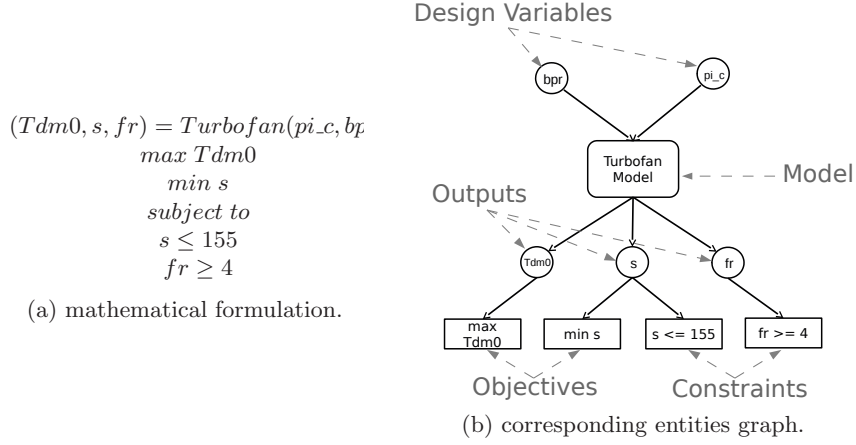 (Tdm0, s, fr) = Turbofan(pi_c, bp
max Tdm0
min s
subject to
s ≤ 155
fr ≥ 4
(a) mathematical formulation.
Design Variables
bpr
pi_c
Turbofan
Model
Model
Outputs
Tdm0
s
fr
max
Tdm0
min s
s <= 155
fr >= 4
Objectives
Constraints
(b) corresponding entities graph.